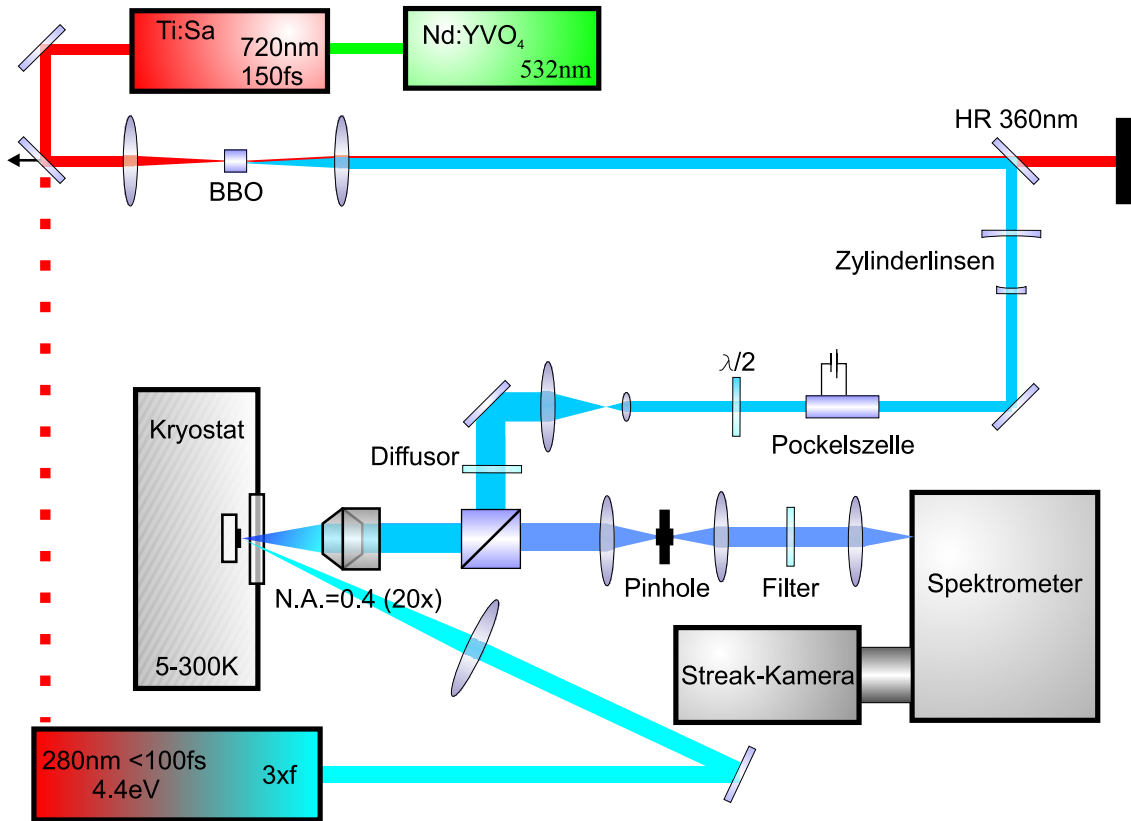 Ti:Sa
720nm
150fs
Nd:YVO₄
532nm
HR 360nm
BBO
Zylinderlinsen
λ/2
Kryostat
Diffusor
Pockelszelle
Pinhole
Filter
Spektrometer
N.A.=0.4 (20x)
5-300K
Streak-Kamera
280nm <100fs
4.4eV
3xf